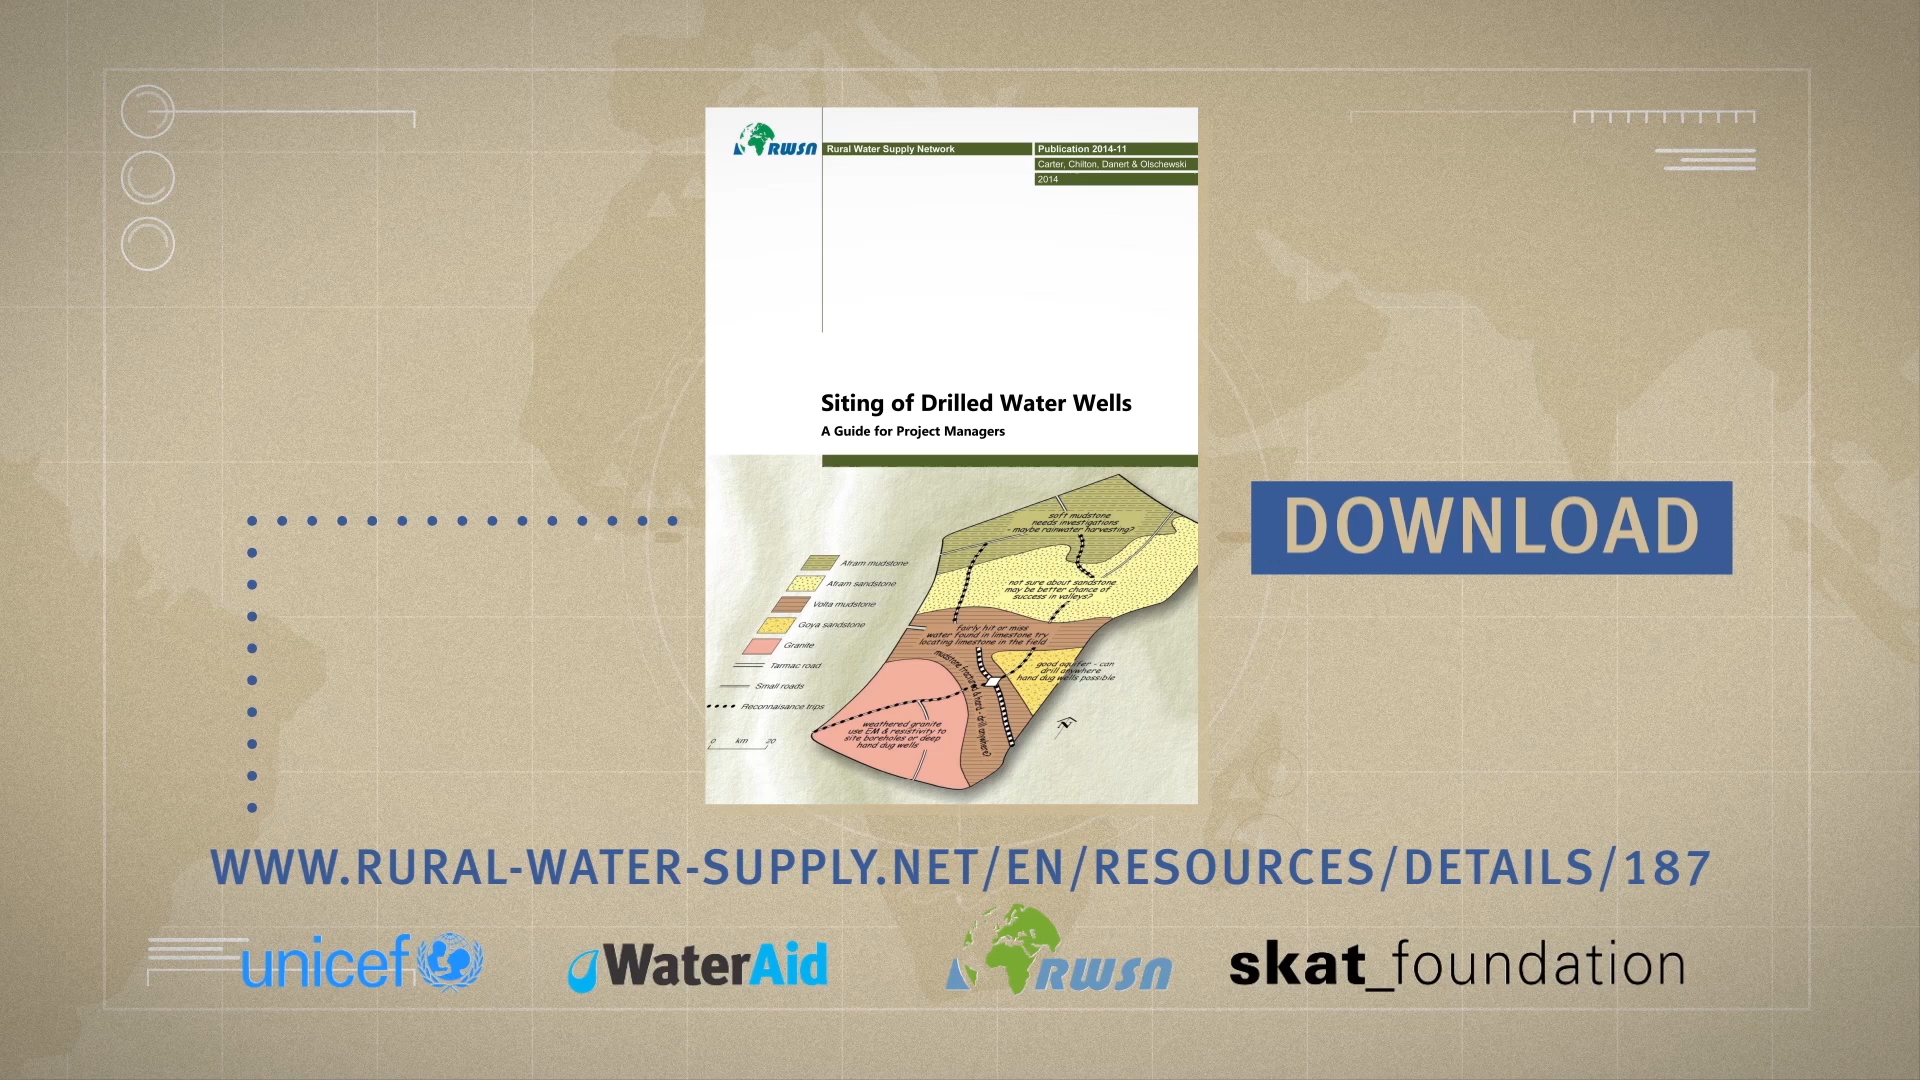 RWSN
Rural Water Supply Network
Publication 2014-11
Carter, Chilton, Danert & Olschewski
2014
Siting of Drilled Water Wells
A Guide for Project Managers
soft mudstone
needs investigations
- maybe rainwater harvesting?
not sure about sandstone
may be better chance of
success in valleys?
fairly hit or miss
water found in limestone try
locating limestone in the field
good aquifer - can
drill anywhere
hand dug wells possible
mudstone fractured & hard - drill anywhere?
weathered granite
use EM & resistivity to
site boreholes or deep
hand dug wells
Afram mudstone
Afram sandstone
Volta mudstone
Goya sandstone
Granite
Tarmac road
Small roads
Reconnaisance trips
0 km 20
N
DOWNLOAD
WWW.RURAL-WATER-SUPPLY.NET/EN/RESOURCES/DETAILS/187
unicef
WaterAid
RWSN
skat_foundation